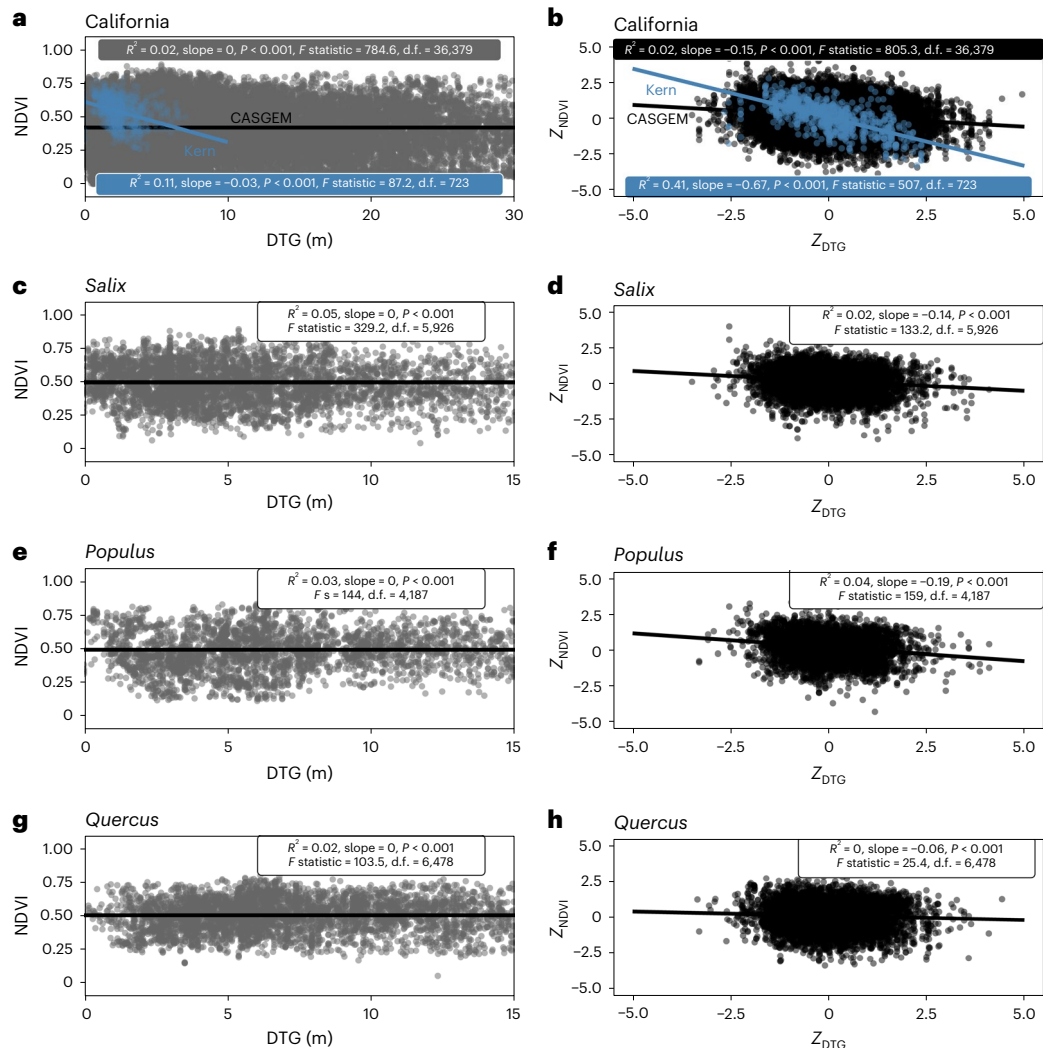 a
California
R² = 0.02, slope = 0, P < 0.001, F statistic = 784.6, d.f. = 36,379
1.00
0.75
0.50
0.25
0
NDVI
CASGEM
Kern
R² = 0.11, slope = −0.03, P < 0.001, F statistic = 87.2, d.f. = 723
0
10
20
30
DTG (m)
b
California
R² = 0.02, slope = −0.15, P < 0.001, F statistic = 805.3, d.f. = 36,379
5.0
2.5
0
−2.5
−5.0
Z_NDVI
Kern
CASGEM
R² = 0.41, slope = −0.67, P < 0.001, F statistic = 507, d.f. = 723
−5.0
−2.5
0
2.5
5.0
Z_DTG
c
Salix
R² = 0.05, slope = 0, P < 0.001
F statistic = 329.2, d.f. = 5,926
1.00
0.75
0.50
0.25
0
NDVI
0
5
10
15
DTG (m)
d
Salix
R² = 0.02, slope = −0.14, P < 0.001
F statistic = 133.2, d.f. = 5,926
5.0
2.5
0
−2.5
−5.0
Z_NDVI
−5.0
−2.5
0
2.5
5.0
Z_DTG
e
Populus
R² = 0.03, slope = 0, P < 0.001
F s = 144, d.f. = 4,187
1.00
0.75
0.50
0.25
0
NDVI
0
5
10
15
DTG (m)
f
Populus
R² = 0.04, slope = −0.19, P < 0.001
F statistic = 159, d.f. = 4,187
5.0
2.5
0
−2.5
−5.0
Z_NDVI
−5.0
−2.5
0
2.5
5.0
Z_DTG
g
Quercus
R² = 0.02, slope = 0, P < 0.001
F statistic = 103.5, d.f. = 6,478
1.00
0.75
0.50
0.25
0
NDVI
0
5
10
15
DTG (m)
h
Quercus
R² = 0, slope = −0.06, P < 0.001
F statistic = 25.4, d.f. = 6,478
5.0
2.5
0
−2.5
−5.0
Z_NDVI
−5.0
−2.5
0
2.5
5.0
Z_DTG